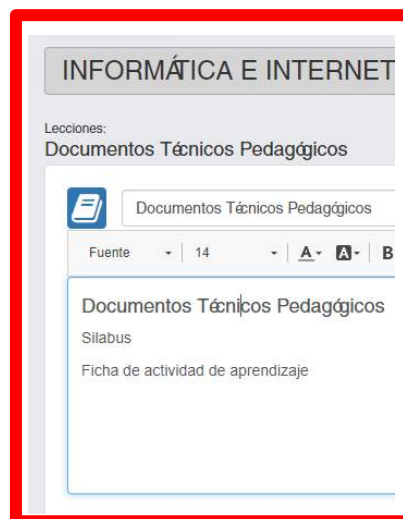 INFORMÁTICA E INTERNET
Lecciones:
Documentos Técnicos Pedagógicos
Documentos Técnicos Pedagógicos
Fuente 14 A A B
Documentos Técnicos Pedagógicos
Silabus
Ficha de actividad de aprendizaje